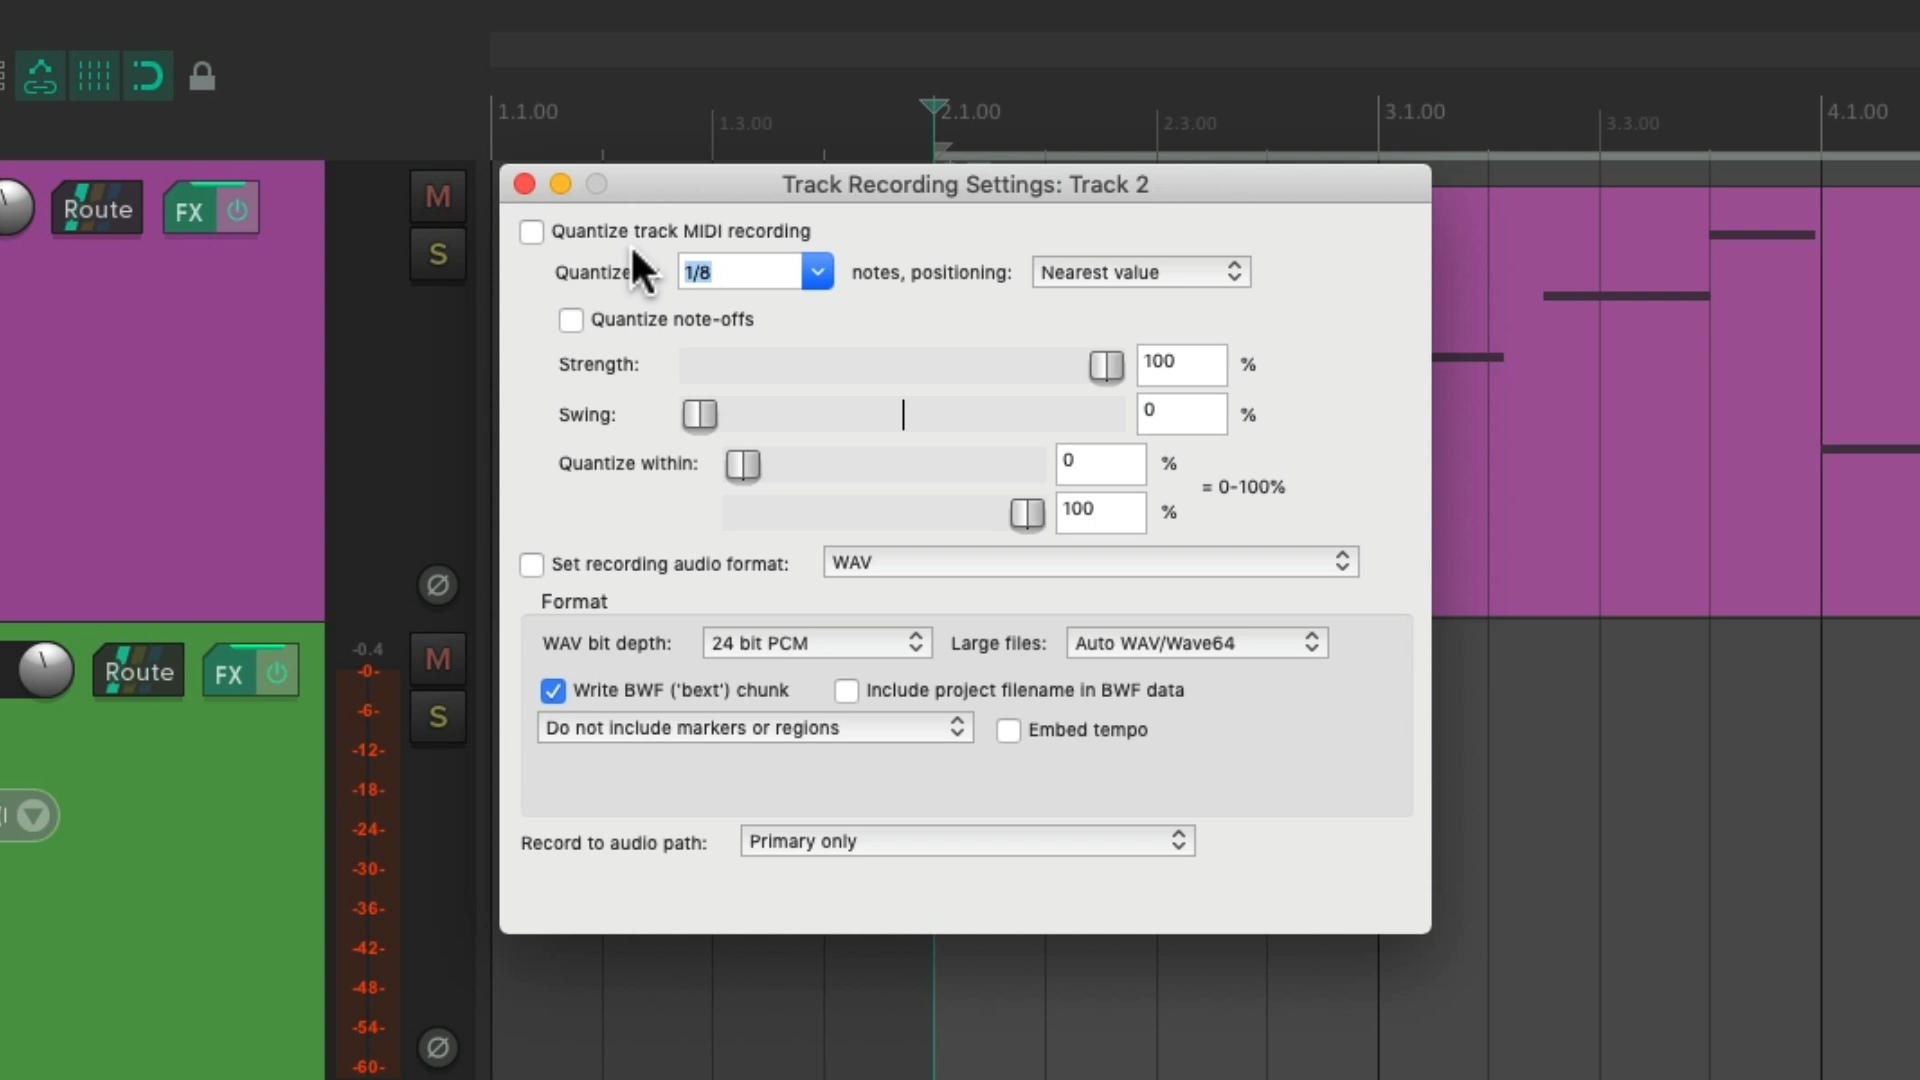 1.1.00
2.1.00
3.1.00
4.1.00
1.3.00
2.3.00
3.3.00
Route
FX
M
S
Track Recording Settings: Track 2
Quantize track MIDI recording
Quantize
1/8
notes, positioning:
Nearest value
Quantize note-offs
Strength:
100
%
Swing:
0
%
Quantize within:
0
%
= 0-100%
100
%
Set recording audio format:
WAV
Format
WAV bit depth:
24 bit PCM
Large files:
Auto WAV/Wave64
Write BWF ('bext') chunk
Include project filename in BWF data
Do not include markers or regions
Embed tempo
Record to audio path:
Primary only
Route
FX
-0.4
-0-
-6-
-12-
-18-
-24-
-30-
-36-
-42-
-48-
-54-
-60-
M
S